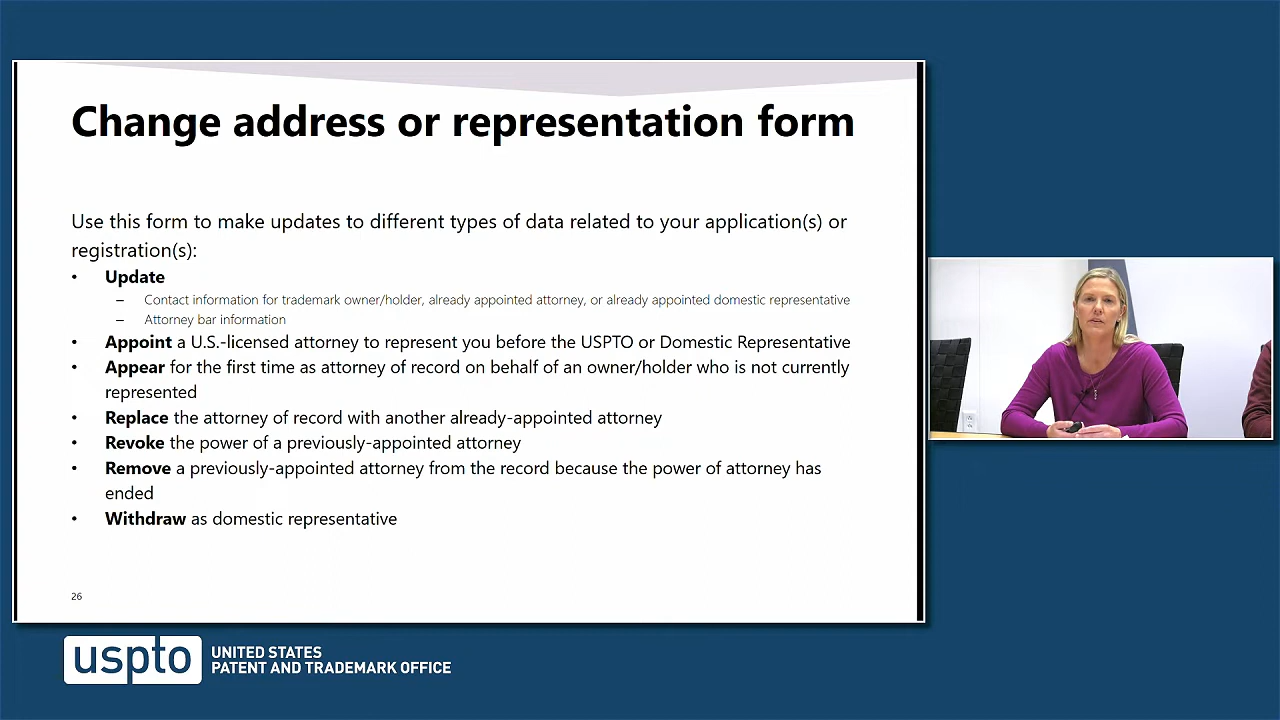 Change address or representation form
Use this form to make updates to different types of data related to your application(s) or
registration(s):
• Update
– Contact information for trademark owner/holder, already appointed attorney, or already appointed domestic representative
– Attorney bar information
• Appoint a U.S.-licensed attorney to represent you before the USPTO or Domestic Representative
• Appear for the first time as attorney of record on behalf of an owner/holder who is not currently
represented
• Replace the attorney of record with another already-appointed attorney
• Revoke the power of a previously-appointed attorney
• Remove a previously-appointed attorney from the record because the power of attorney has
ended
• Withdraw as domestic representative
26
uspto
UNITED STATES
PATENT AND TRADEMARK OFFICE